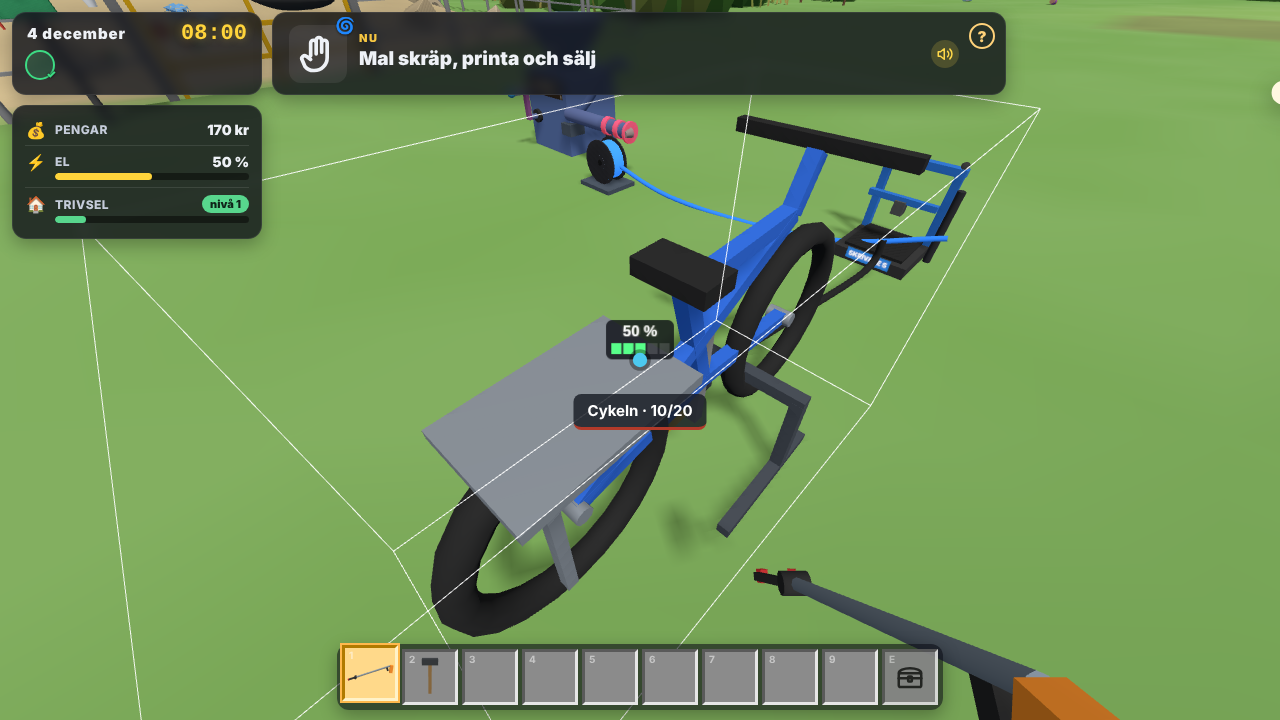 4 december 08:00
NU
Mal skräp, printa och sälj
?
PENGAR 170 kr
EL 50 %
TRIVSEL nivå 1
50 %
Cykeln · 10/20
1 2 3 4 5 6 7 8 9 E